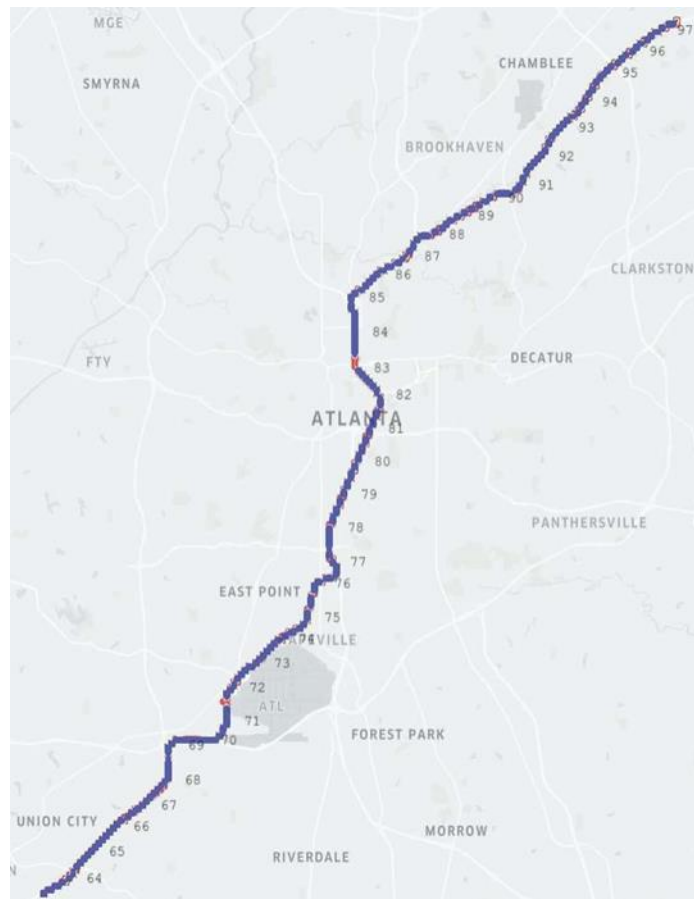 MGE
97
96
CHAMBLEE
95
SMYRNA
94
93
BROOKHAVEN
92
91
90
89
88
87
CLARKSTON
86
85
84
FTY
DECATUR
83
82
ATLANTA
81
80
79
PANTHERSVILLE
78
77
76
EAST POINT
75
74
73
72
ATL
71
FOREST PARK
70
69
68
67
UNION CITY
66
MORROW
65
RIVERDALE
N
64